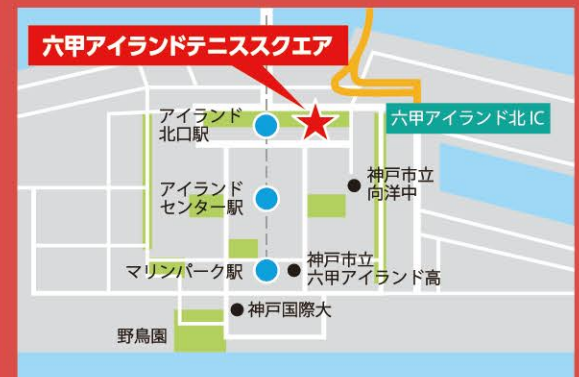 六甲アイランドテニススクエア
アイランド
北口駅
六甲アイランド北IC
アイランド
センター駅
神戸市立
向洋中
マリンパーク駅
神戸市立
六甲アイランド高
神戸国際大
野鳥園